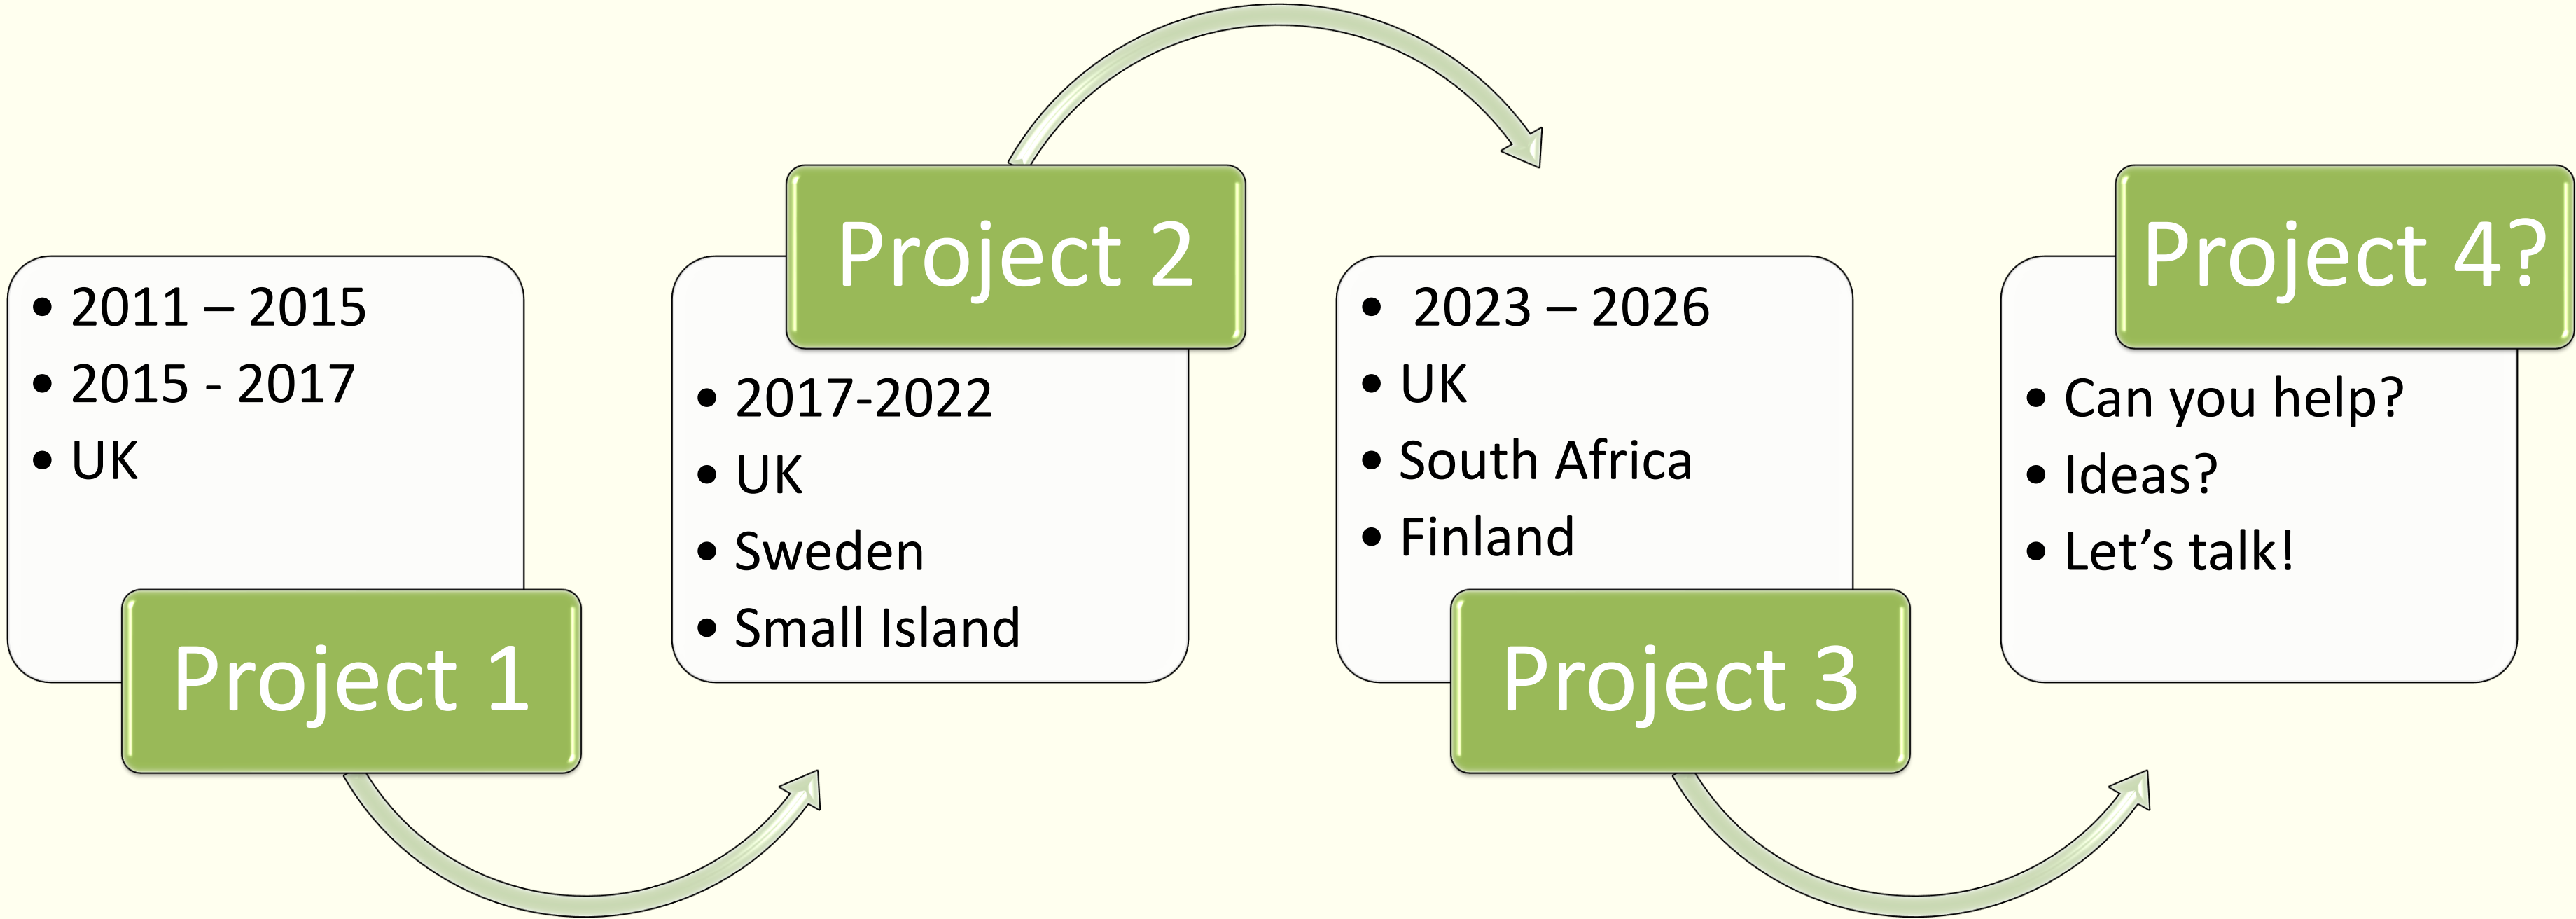 • 2011 – 2015
• 2015 - 2017
• UK
Project 1
Project 2
• 2017-2022
• UK
• Sweden
• Small Island
• 2023 – 2026
• UK
• South Africa
• Finland
Project 3
Project 4?
• Can you help?
• Ideas?
• Let’s talk!